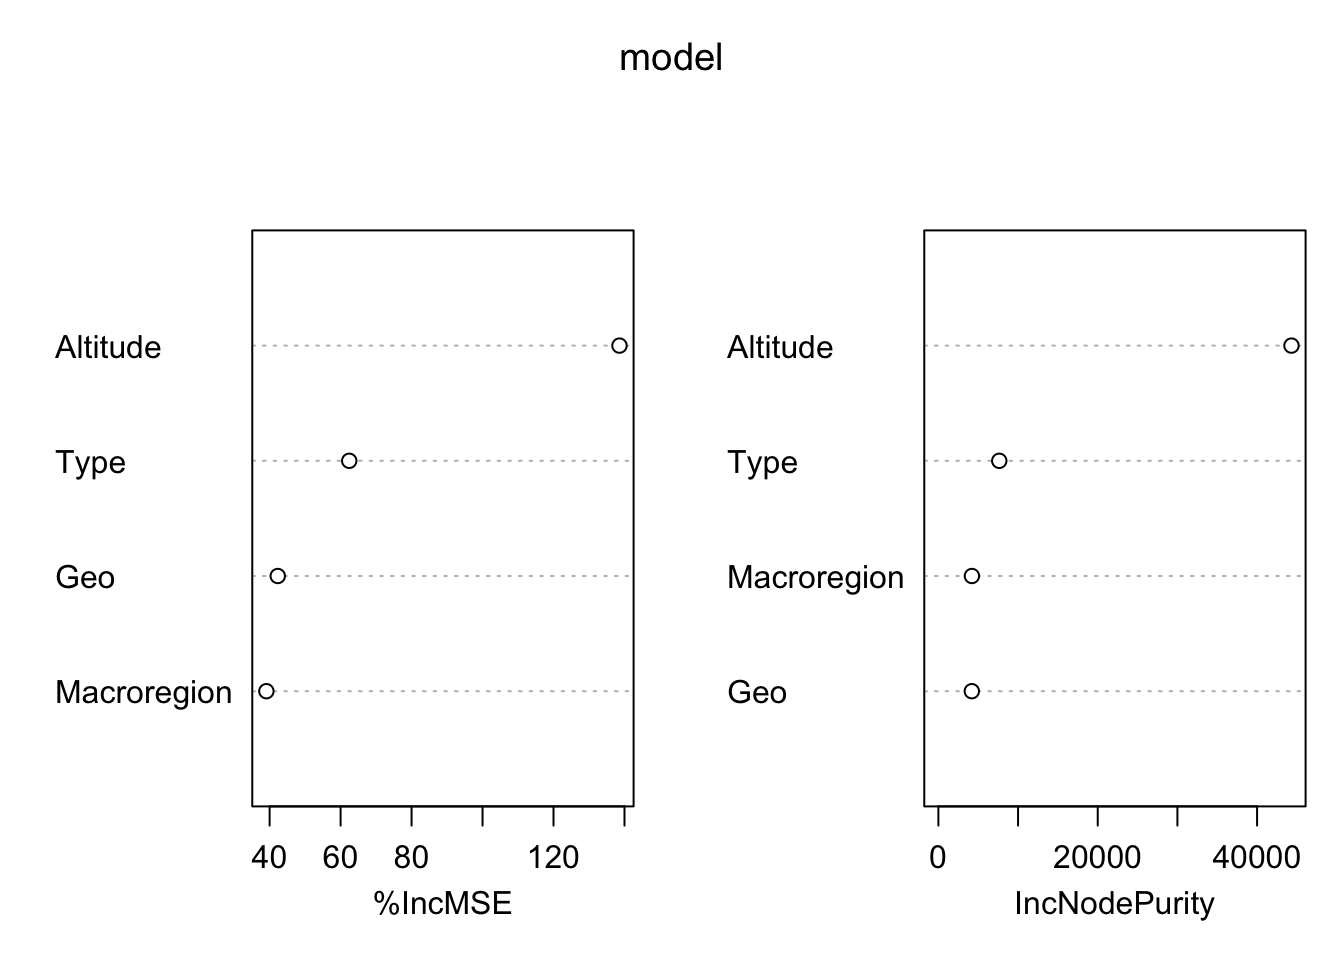 model
Altitude
Type
Geo
Macroregion
40 60 80 120
%IncMSE
Altitude
Type
Macroregion
Geo
0 20000 40000
IncNodePurity